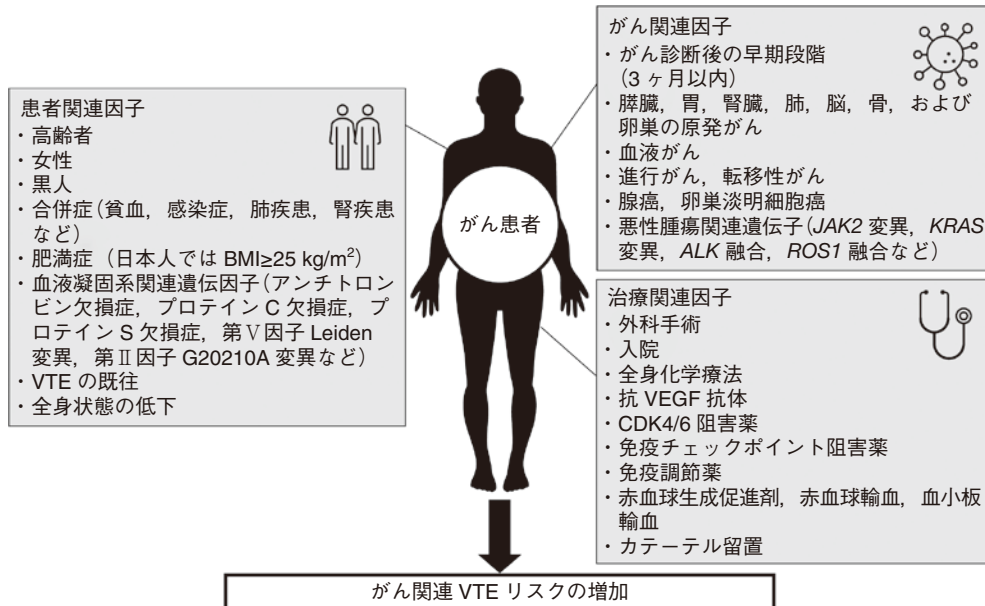 患者関連因子
・高齢者
・女性
・黒人
・合併症（貧血，感染症，肺疾患，腎疾患
など）
・肥満症（日本人では BMI≥25 kg/m²）
・血液凝固系関連遺伝因子（アンチトロン
ビン欠損症，プロテイン C 欠損症，プ
ロテイン S 欠損症，第Ⅴ因子 Leiden
変異，第Ⅱ因子 G20210A 変異など）
・VTE の既往
・全身状態の低下
がん患者
がん関連因子
・がん診断後の早期段階
（3 ヶ月以内）
・膵臓，胃，腎臓，肺，脳，骨，および
卵巣の原発がん
・血液がん
・進行がん，転移性がん
・腺癌，卵巣淡明細胞癌
・悪性腫瘍関連遺伝子（JAK2 変異，KRAS
変異，ALK 融合，ROS1 融合など）
治療関連因子
・外科手術
・入院
・全身化学療法
・抗 VEGF 抗体
・CDK4/6 阻害薬
・免疫チェックポイント阻害薬
・免疫調節薬
・赤血球生成促進剤，赤血球輸血，血小板
輸血
・カテーテル留置
がん関連 VTE リスクの増加